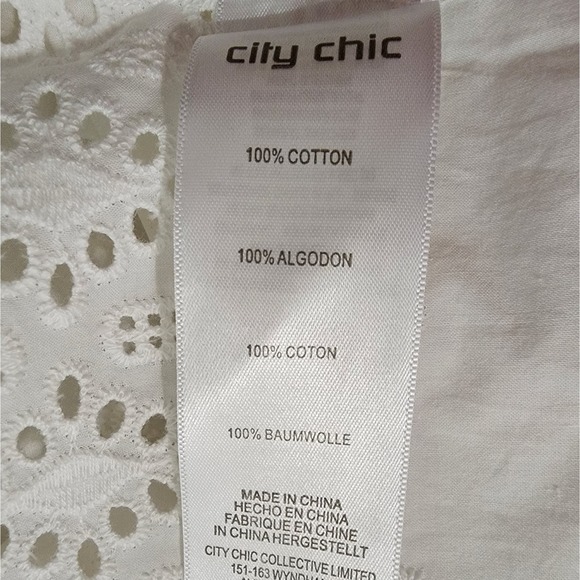 city chic
100% COTTON
100% ALGODON
100% COTON
100% BAUMWOLLE
MADE IN CHINA
HECHO EN CHINA
FABRIQUE EN CHINE
IN CHINA HERGESTELLT
CITY CHIC COLLECTIVE LIMITED
151-163